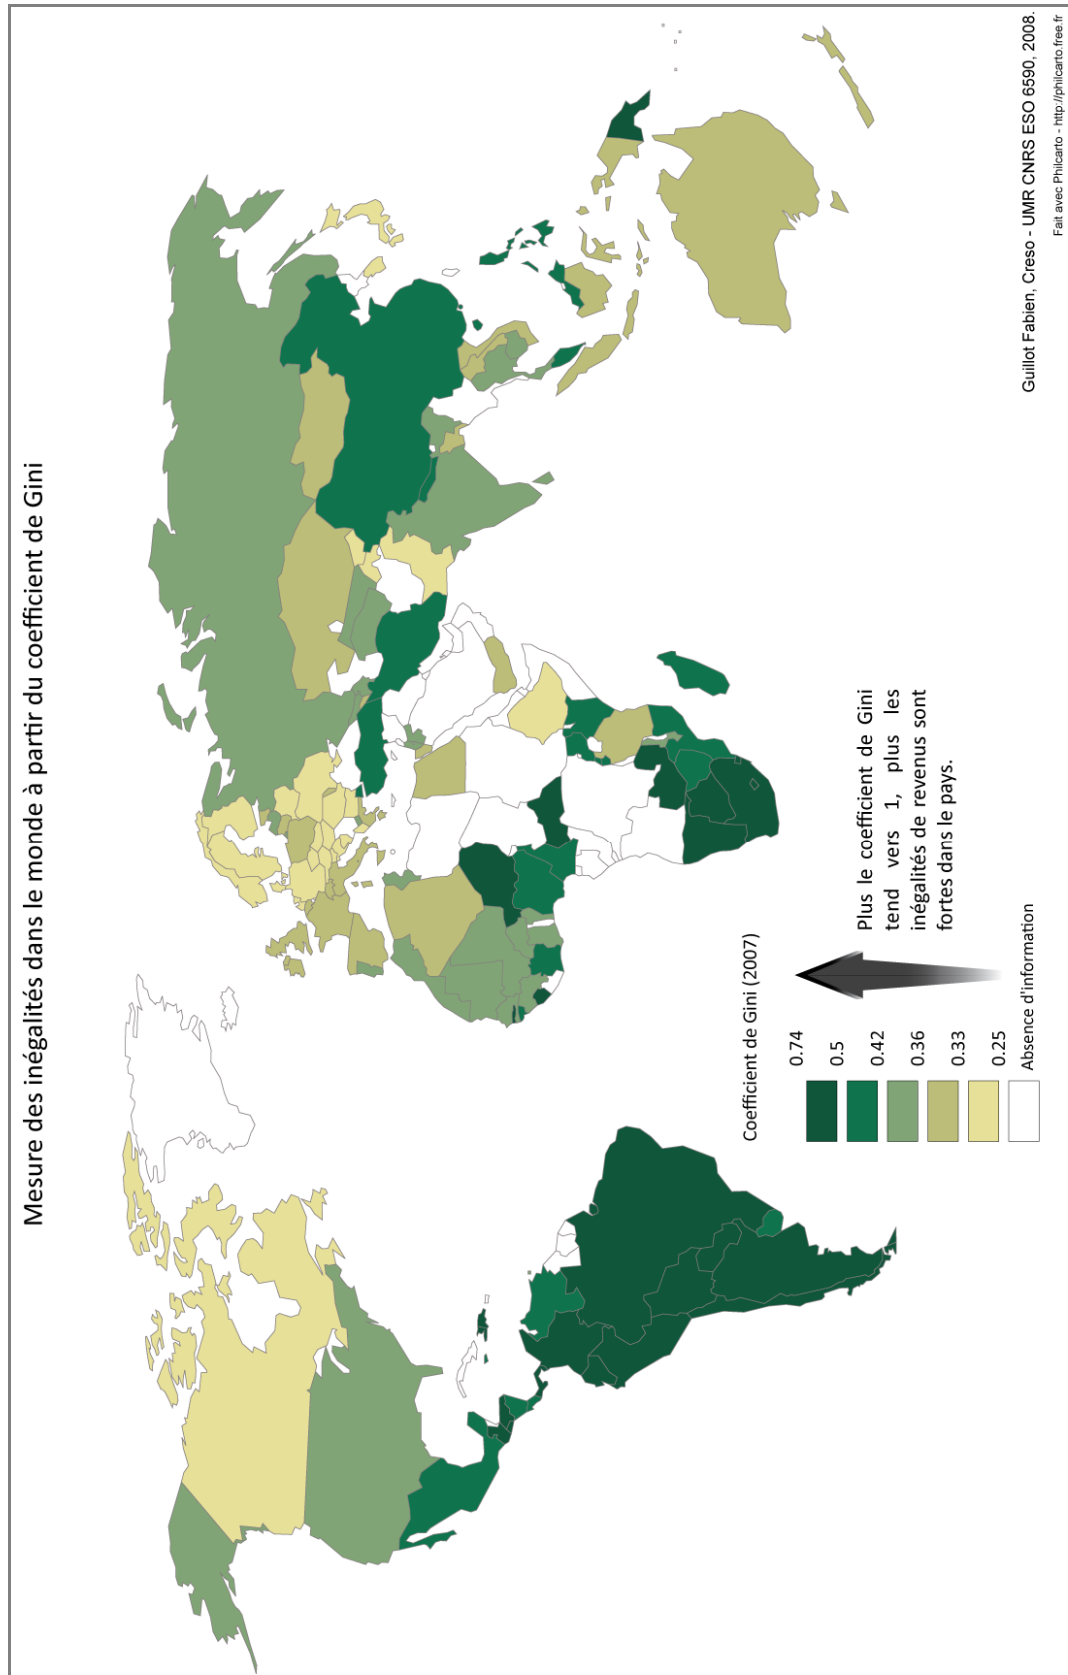 Mesure des inégalités dans le monde à partir du coefficient de Gini
Coefficient de Gini (2007)
0.74
0.5
0.42
0.36
0.33
0.25
Absence d'information
Plus le coefficient de Gini
tend vers 1, plus les
inégalités de revenus sont
fortes dans le pays.
Guillot Fabien, Creso - UMR CNRS ESO 6590, 2008.
Fait avec Philcarto - http://philcarto.free.fr